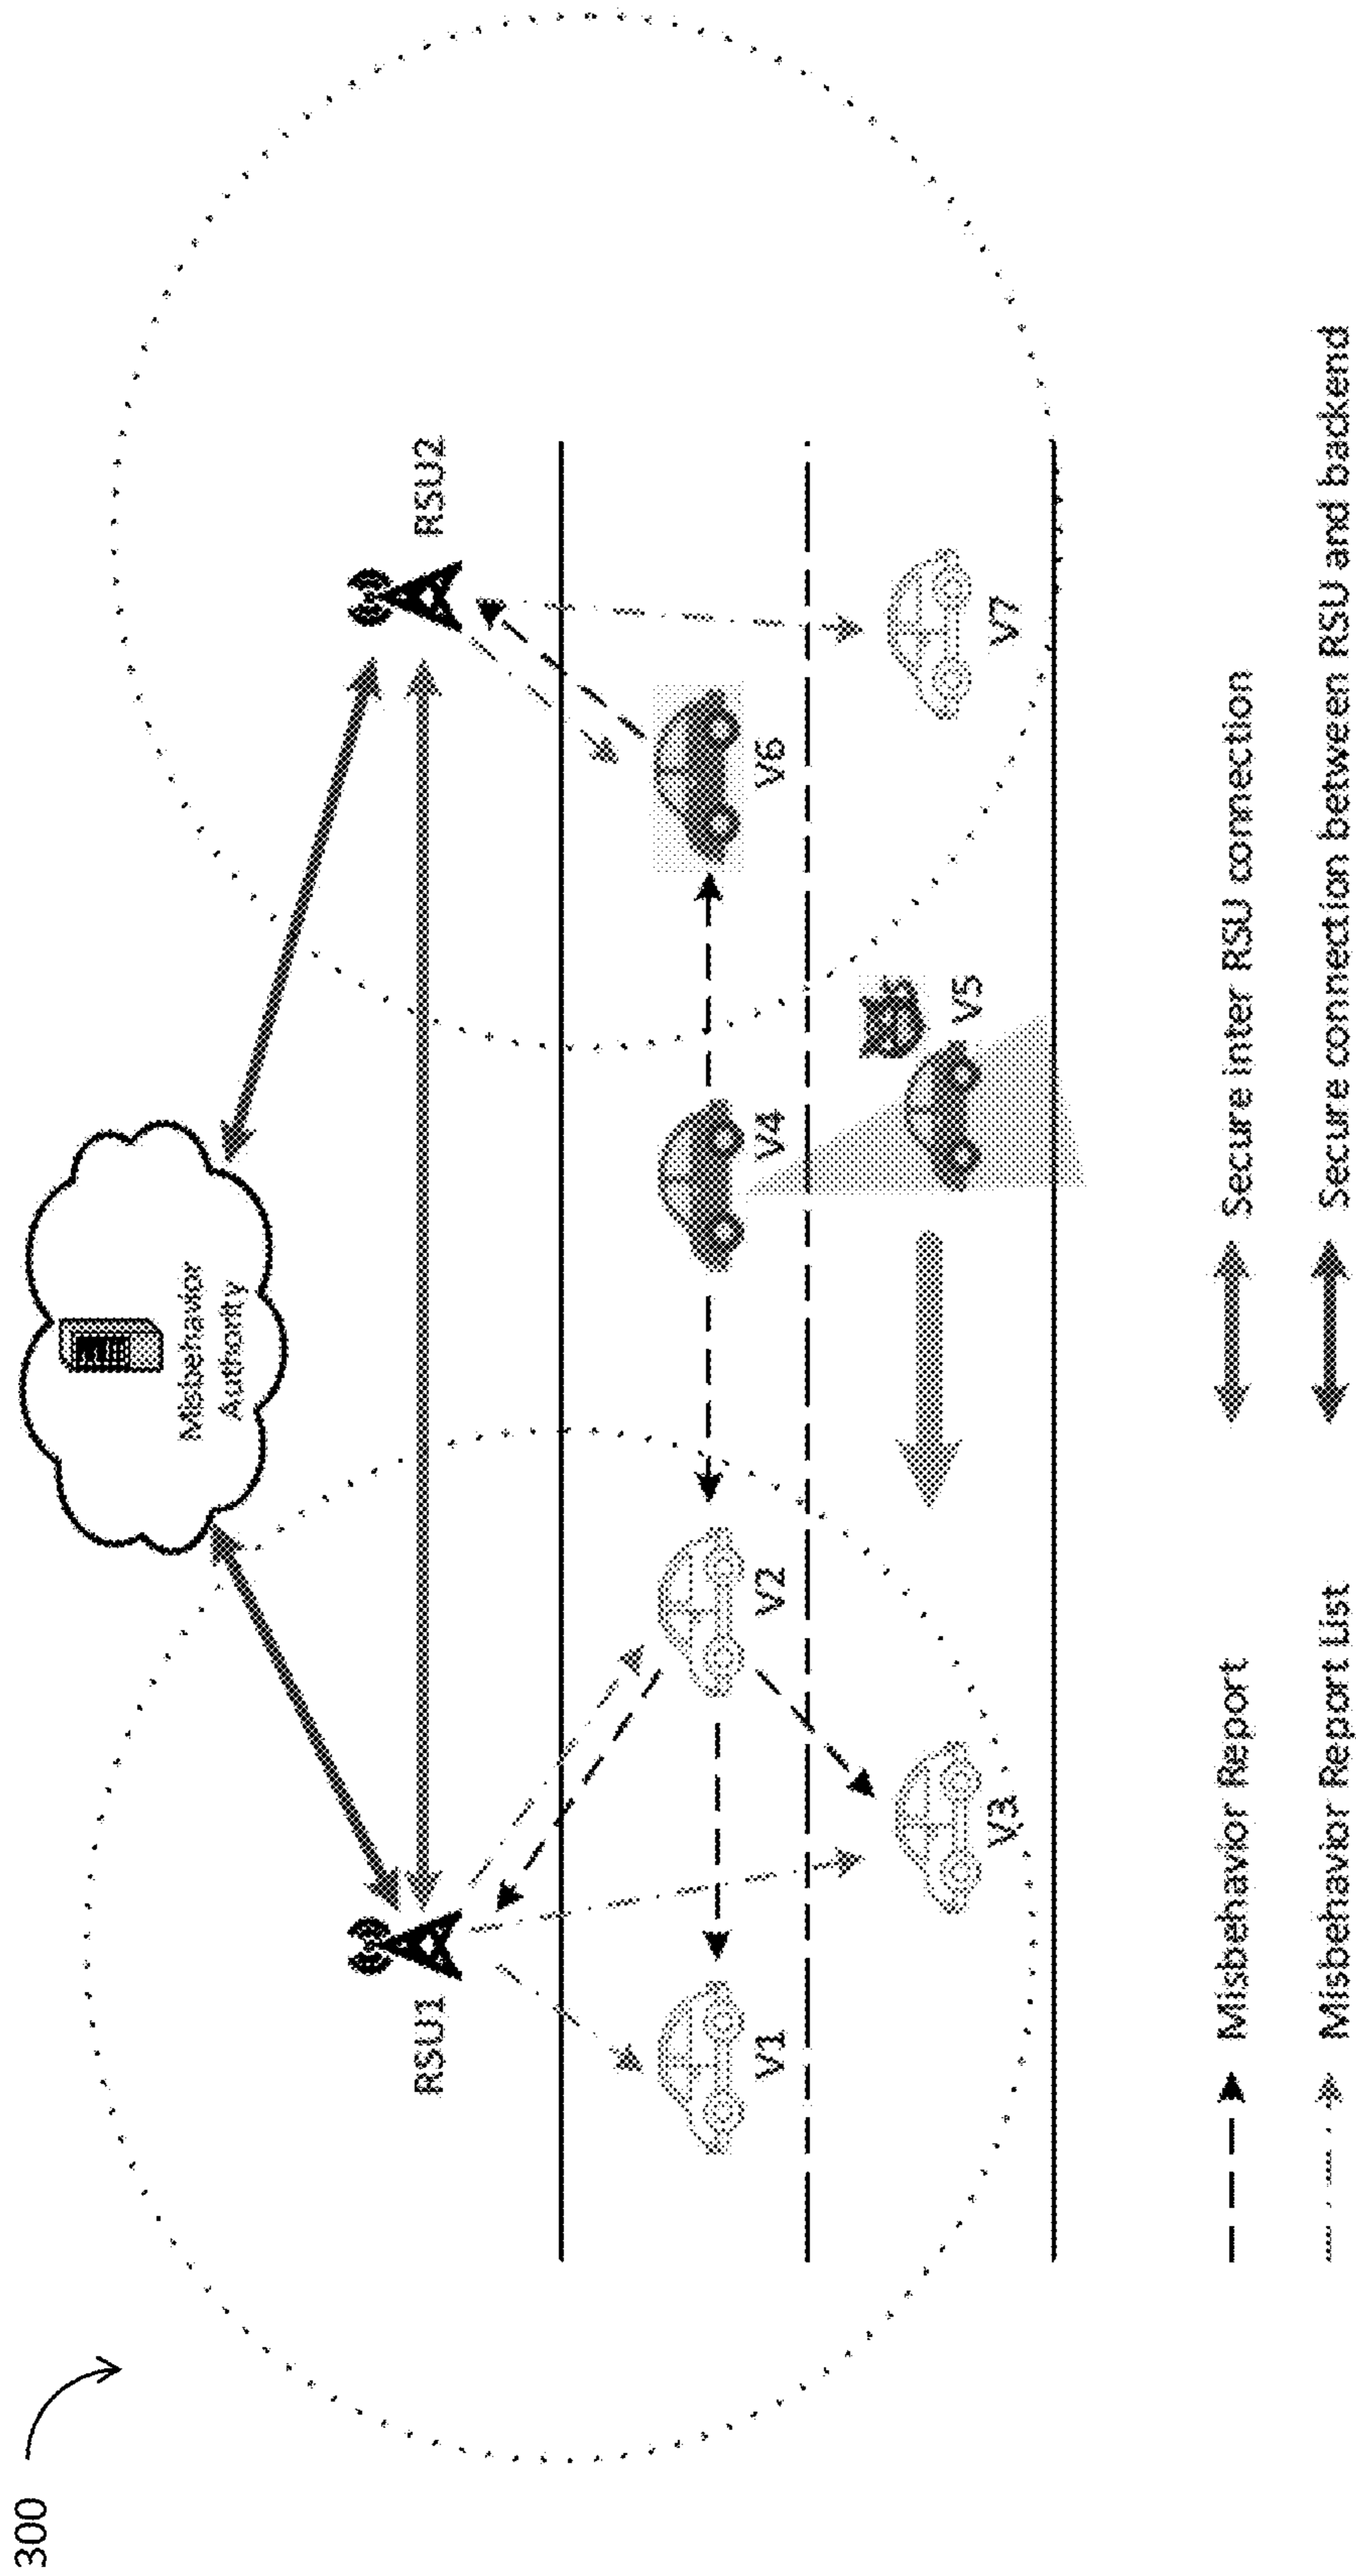 300
Misbehavior
Authority
RSU1
RSU2
V1
V2
V4
V6
V3
V5
V7
Misbehavior Report
Secure inter RSU connection
Misbehavior Report List
Secure connection between RSU and backend